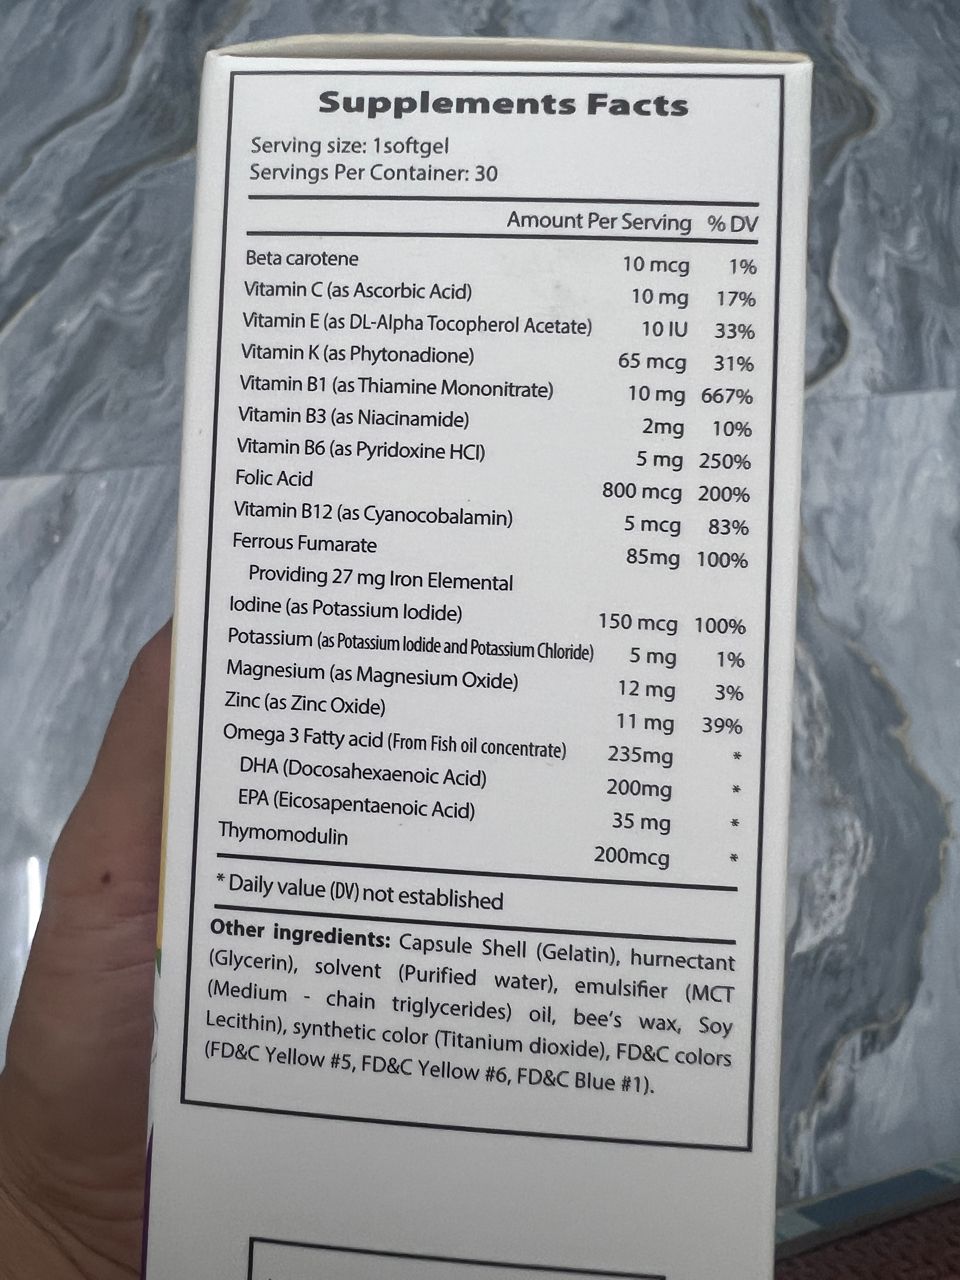 Supplements Facts
Serving size: 1softgel
Servings Per Container: 30
Amount Per Serving % DV
Beta carotene 10 mcg 1%
Vitamin C (as Ascorbic Acid) 10 mg 17%
Vitamin E (as DL-Alpha Tocopherol Acetate) 10 IU 33%
Vitamin K (as Phytonadione) 65 mcg 31%
Vitamin B1 (as Thiamine Mononitrate) 10 mg 667%
Vitamin B3 (as Niacinamide) 2mg 10%
Vitamin B6 (as Pyridoxine HCl) 5 mg 250%
Folic Acid 800 mcg 200%
Vitamin B12 (as Cyanocobalamin) 5 mcg 83%
Ferrous Fumarate 85mg 100%
Providing 27 mg Iron Elemental
Iodine (as Potassium Iodide) 150 mcg 100%
Potassium (as Potassium Iodide and Potassium Chloride) 5 mg 1%
Magnesium (as Magnesium Oxide) 12 mg 3%
Zinc (as Zinc Oxide) 11 mg 39%
Omega 3 Fatty acid (From Fish oil concentrate) 235mg *
DHA (Docosahexaenoic Acid) 200mg *
EPA (Eicosapentaenoic Acid) 35 mg *
Thymomodulin 200mcg *
* Daily value (DV) not established
Other ingredients: Capsule Shell (Gelatin), hurnectant
(Glycerin), solvent (Purified water), emulsifier (MCT
(Medium - chain triglycerides) oil, bee's wax, Soy
Lecithin), synthetic color (Titanium dioxide), FD&C colors
(FD&C Yellow #5, FD&C Yellow #6, FD&C Blue #1).